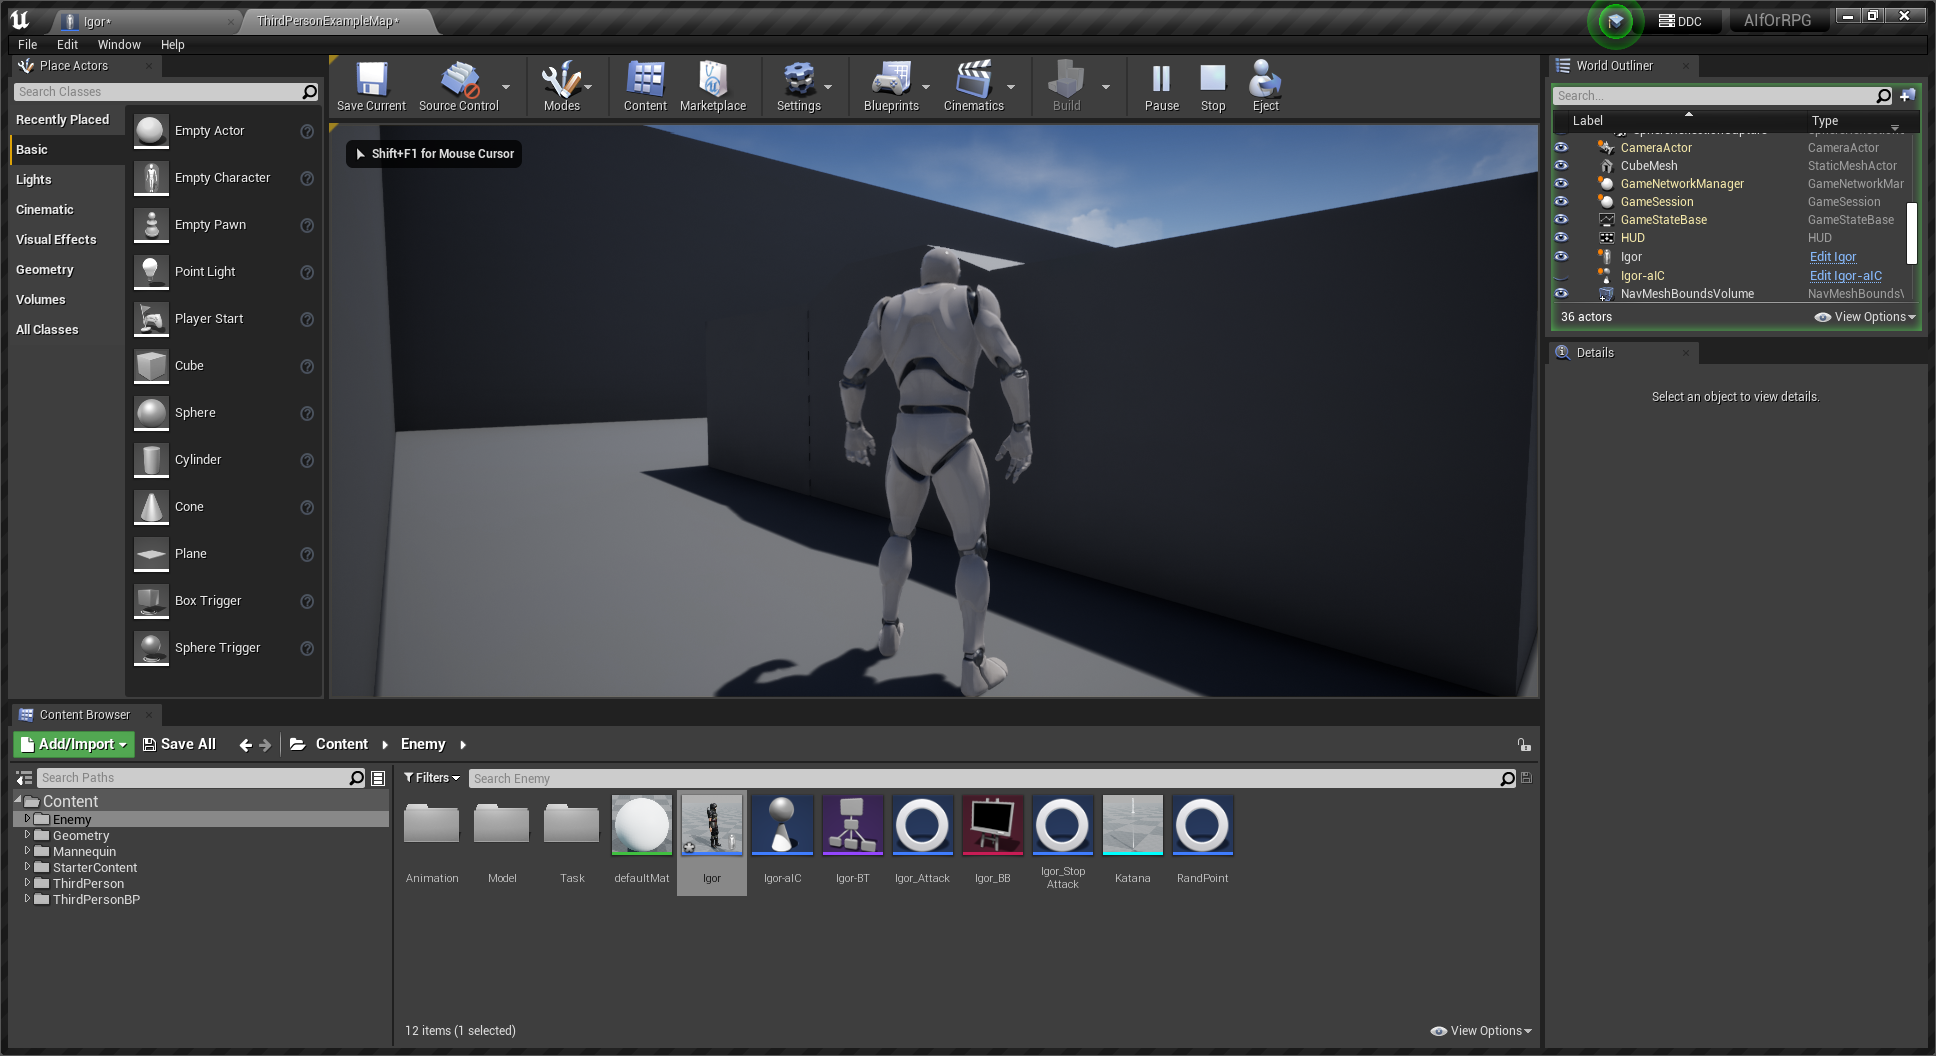 Igor*
ThirdPersonExampleMap*
DDC
AIfOrRPG
File Edit Window Help
Place Actors
Search Classes
Recently Placed
Basic
Lights
Cinematic
Visual Effects
Geometry
Volumes
All Classes
Empty Actor
Empty Character
Empty Pawn
Point Light
Player Start
Cube
Sphere
Cylinder
Cone
Plane
Box Trigger
Sphere Trigger
Save Current
Source Control
Modes
Content
Marketplace
Settings
Blueprints
Cinematics
Build
Pause
Stop
Eject
Shift+F1 for Mouse Cursor
World Outliner
Search...
Label Type
CameraActor CameraActor
CubeMesh StaticMeshActor
GameNetworkManager GameNetworkMar
GameSession GameSession
GameStateBase GameStateBase
HUD HUD
Igor Edit Igor
Igor-aIC Edit Igor-aIC
NavMeshBoundsVolume NavMeshBounds\
36 actors
View Options
Details
Select an object to view details.
Content Browser
Add/Import
Save All
Content
Enemy
Search Paths
Content
Enemy
Geometry
Mannequin
StarterContent
ThirdPerson
ThirdPersonBP
Filters
Search Enemy
Animation
Model
Task
defaultMat
Igor
Igor-aIC
Igor-BT
Igor_Attack
Igor_BB
Igor_Stop
Attack
Katana
RandPoint
12 items (1 selected)
View Options